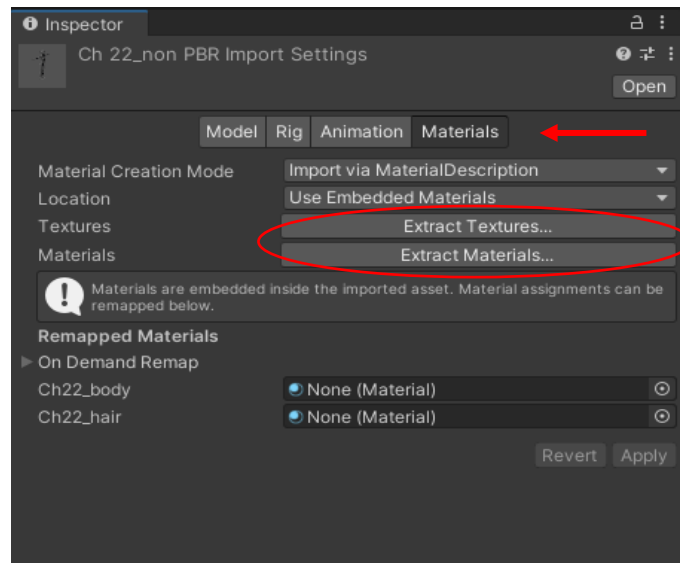 Inspector
Ch 22_non PBR Import Settings
Open
Model Rig Animation Materials
Material Creation Mode Import via MaterialDescription
Location Use Embedded Materials
Textures Extract Textures...
Materials Extract Materials...
Materials are embedded inside the imported asset. Material assignments can be
remapped below.
Remapped Materials
On Demand Remap
Ch22_body None (Material)
Ch22_hair None (Material)
Revert Apply